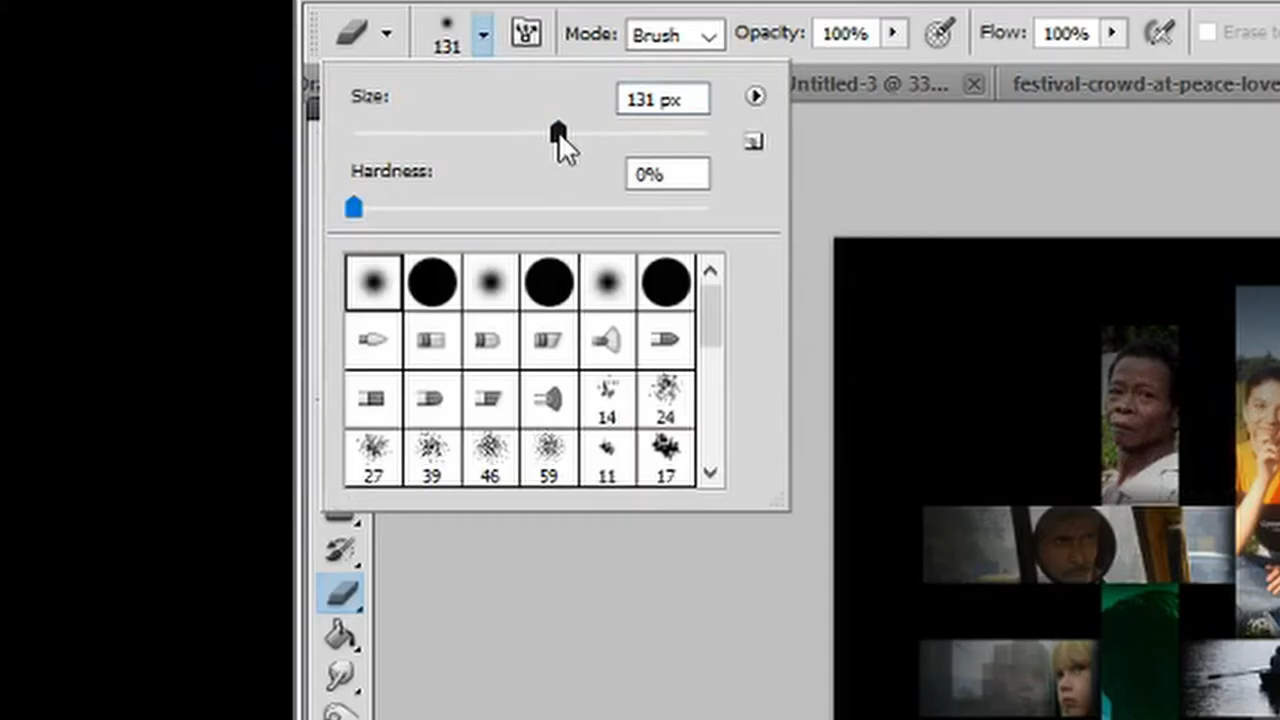 131
Mode: Brush Opacity: 100% Flow: 100% Erase to
Size: 131 px
Untitled-3 @ 33... festival-crowd-at-peace-love
Hardness: 0%
14 24
27 39 46 59 11 17